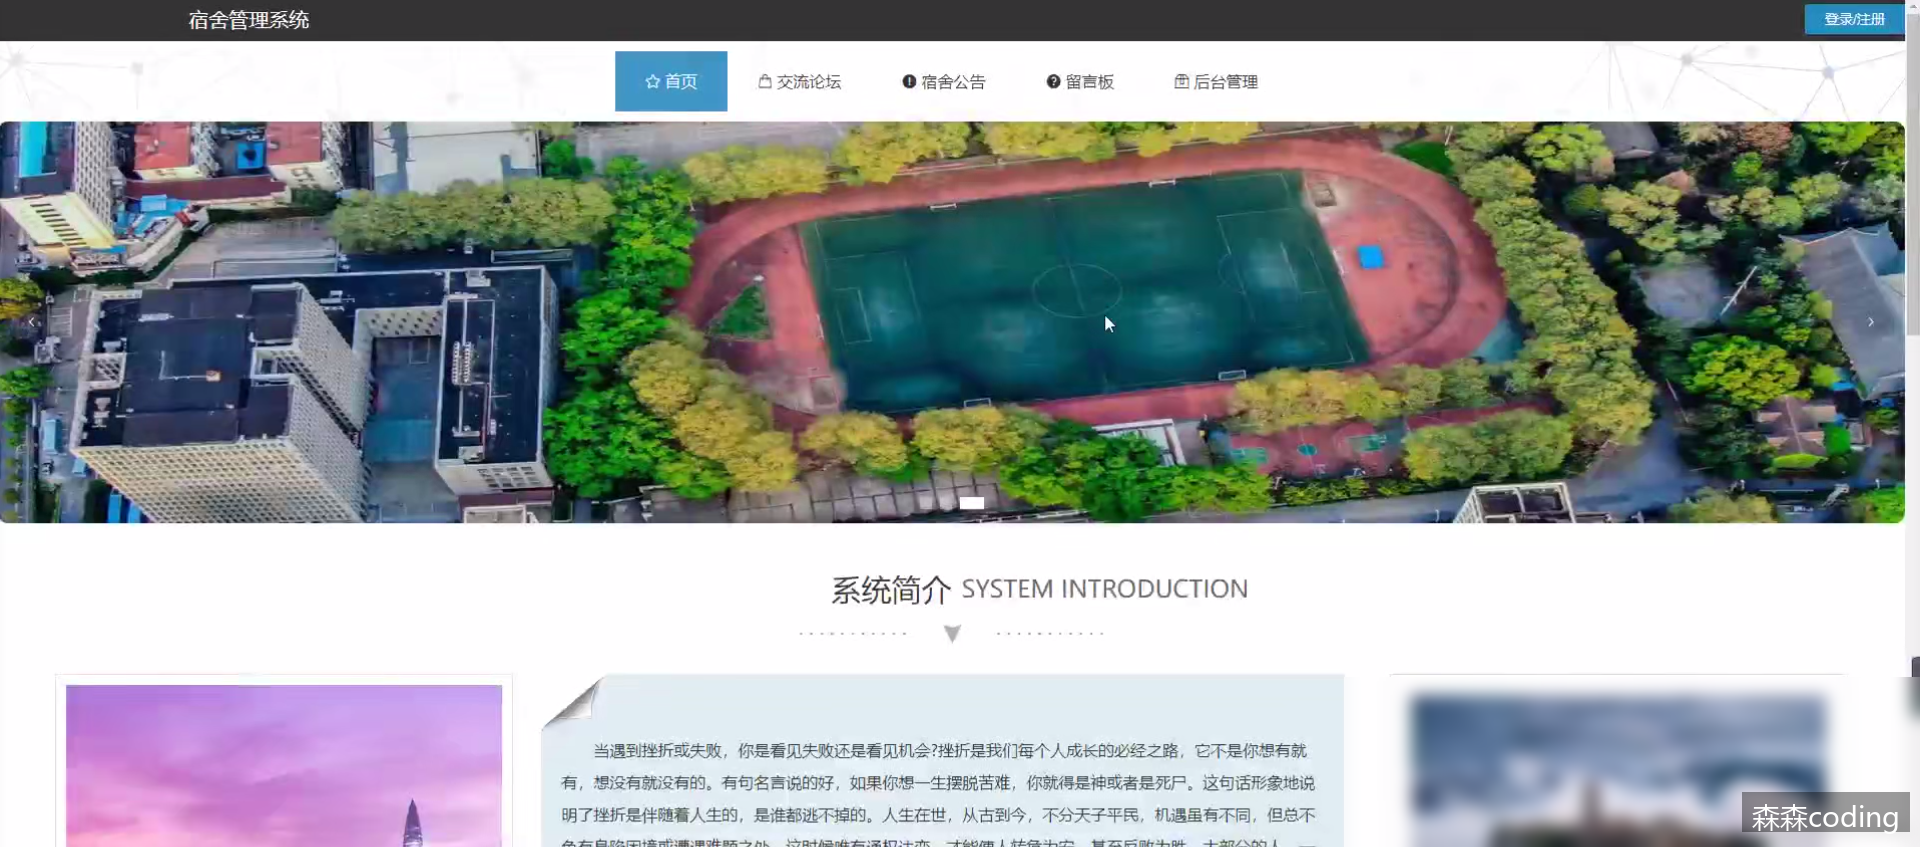 宿舍管理系统
登录/注册
首页
交流论坛
宿舍公告
留言板
后台管理
系统简介 SYSTEM INTRODUCTION
当遇到挫折或失败，你是看见失败还是看见机会?挫折是我们每个人成长的必经之路，它不是你想有就
有，想没有就没有的。有句名言说的好，如果你想一生摆脱苦难，你就得是神或者是死尸。这句话形象地说
明了挫折是伴随着人生的，是谁都逃不掉的。人生在世，从古到今，不分天子平民，机遇虽有不同，但总不
森森coding